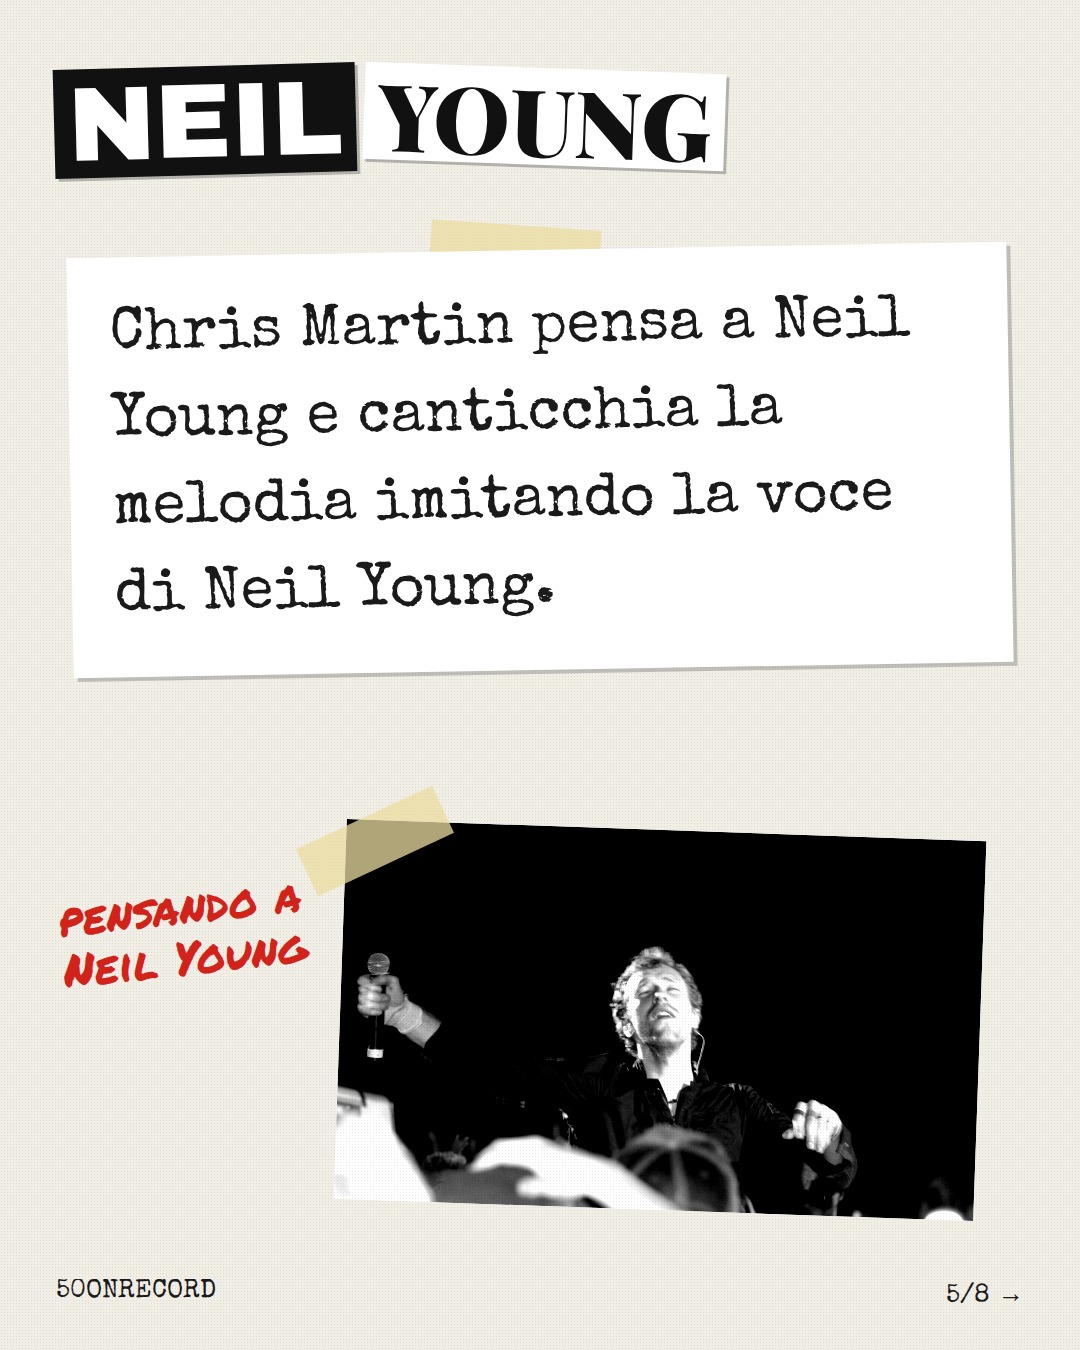 NEIL YOUNG
Chris Martin pensa a Neil
Young e canticchia la
melodia imitando la voce
di Neil Young.
PENSANDO A
NEIL YOUNG
50ONRECORD
5/8 →